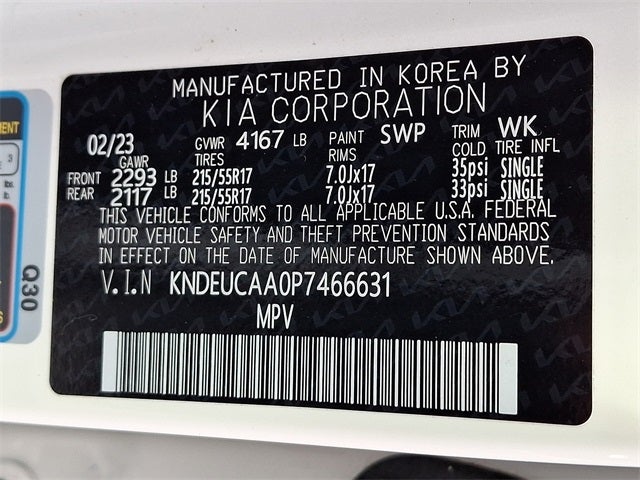 MANUFACTURED IN KOREA BY
KIA CORPORATION
02/23 GVWR 4167 LB PAINT SWP TRIM WK
GAWR TIRES RIMS COLD TIRE INFL
FRONT 2293 LB 215/55R17 7.0Jx17 35psi SINGLE
REAR 2117 LB 215/55R17 7.0Jx17 33psi SINGLE
THIS VEHICLE CONFORMS TO ALL APPLICABLE U.S.A. FEDERAL
MOTOR VEHICLE SAFETY AND THEFT PREVENTION STANDARDS
IN EFFECT ON THE DATE OF MANUFACTURE SHOWN ABOVE.
V.I.N KNDEUCAA0P7466631
MPV
Q30